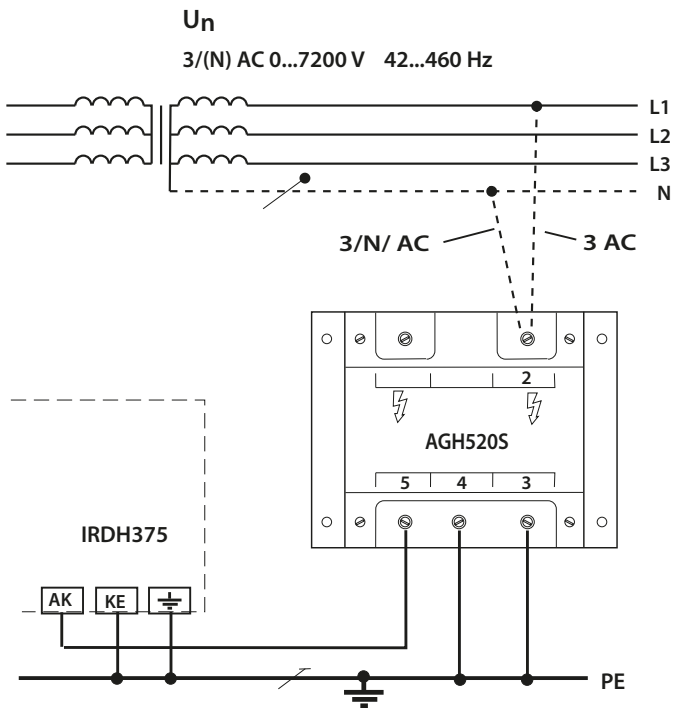 Un
3/(N) AC 0...7200 V 42...460 Hz
L1
L2
L3
N
3/N/ AC
3 AC
2
AGH520S
5 4 3
IRDH375
AK KE
PE